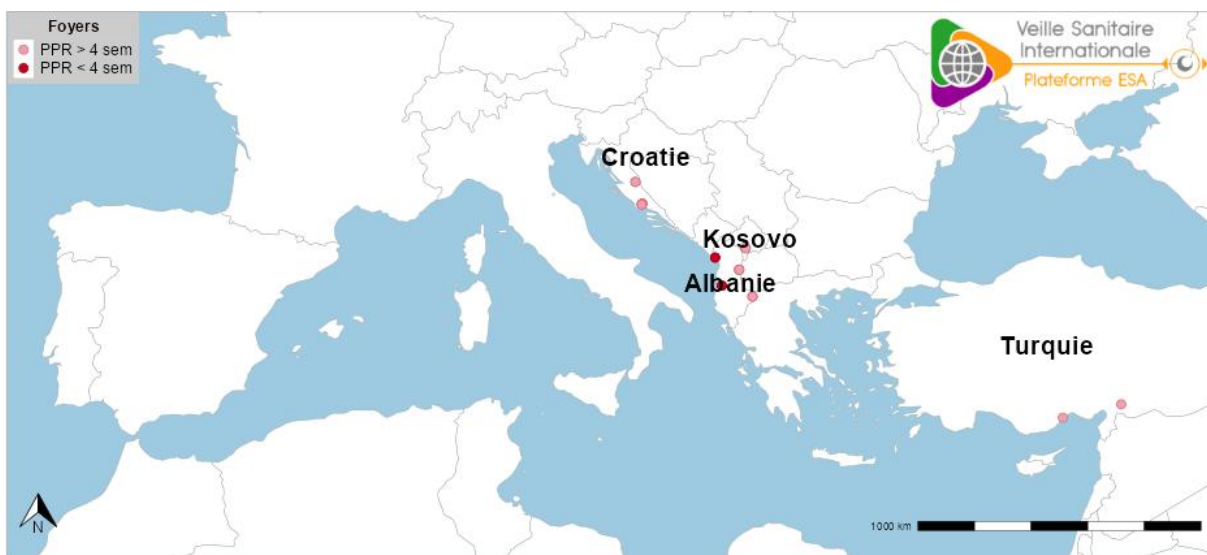 Foyers
PPR > 4 sem
PPR < 4 sem
Veille Sanitaire
Internationale
Plateforme ESA
Croatie
Kosovo
Albanie
Turquie
N
1000 km